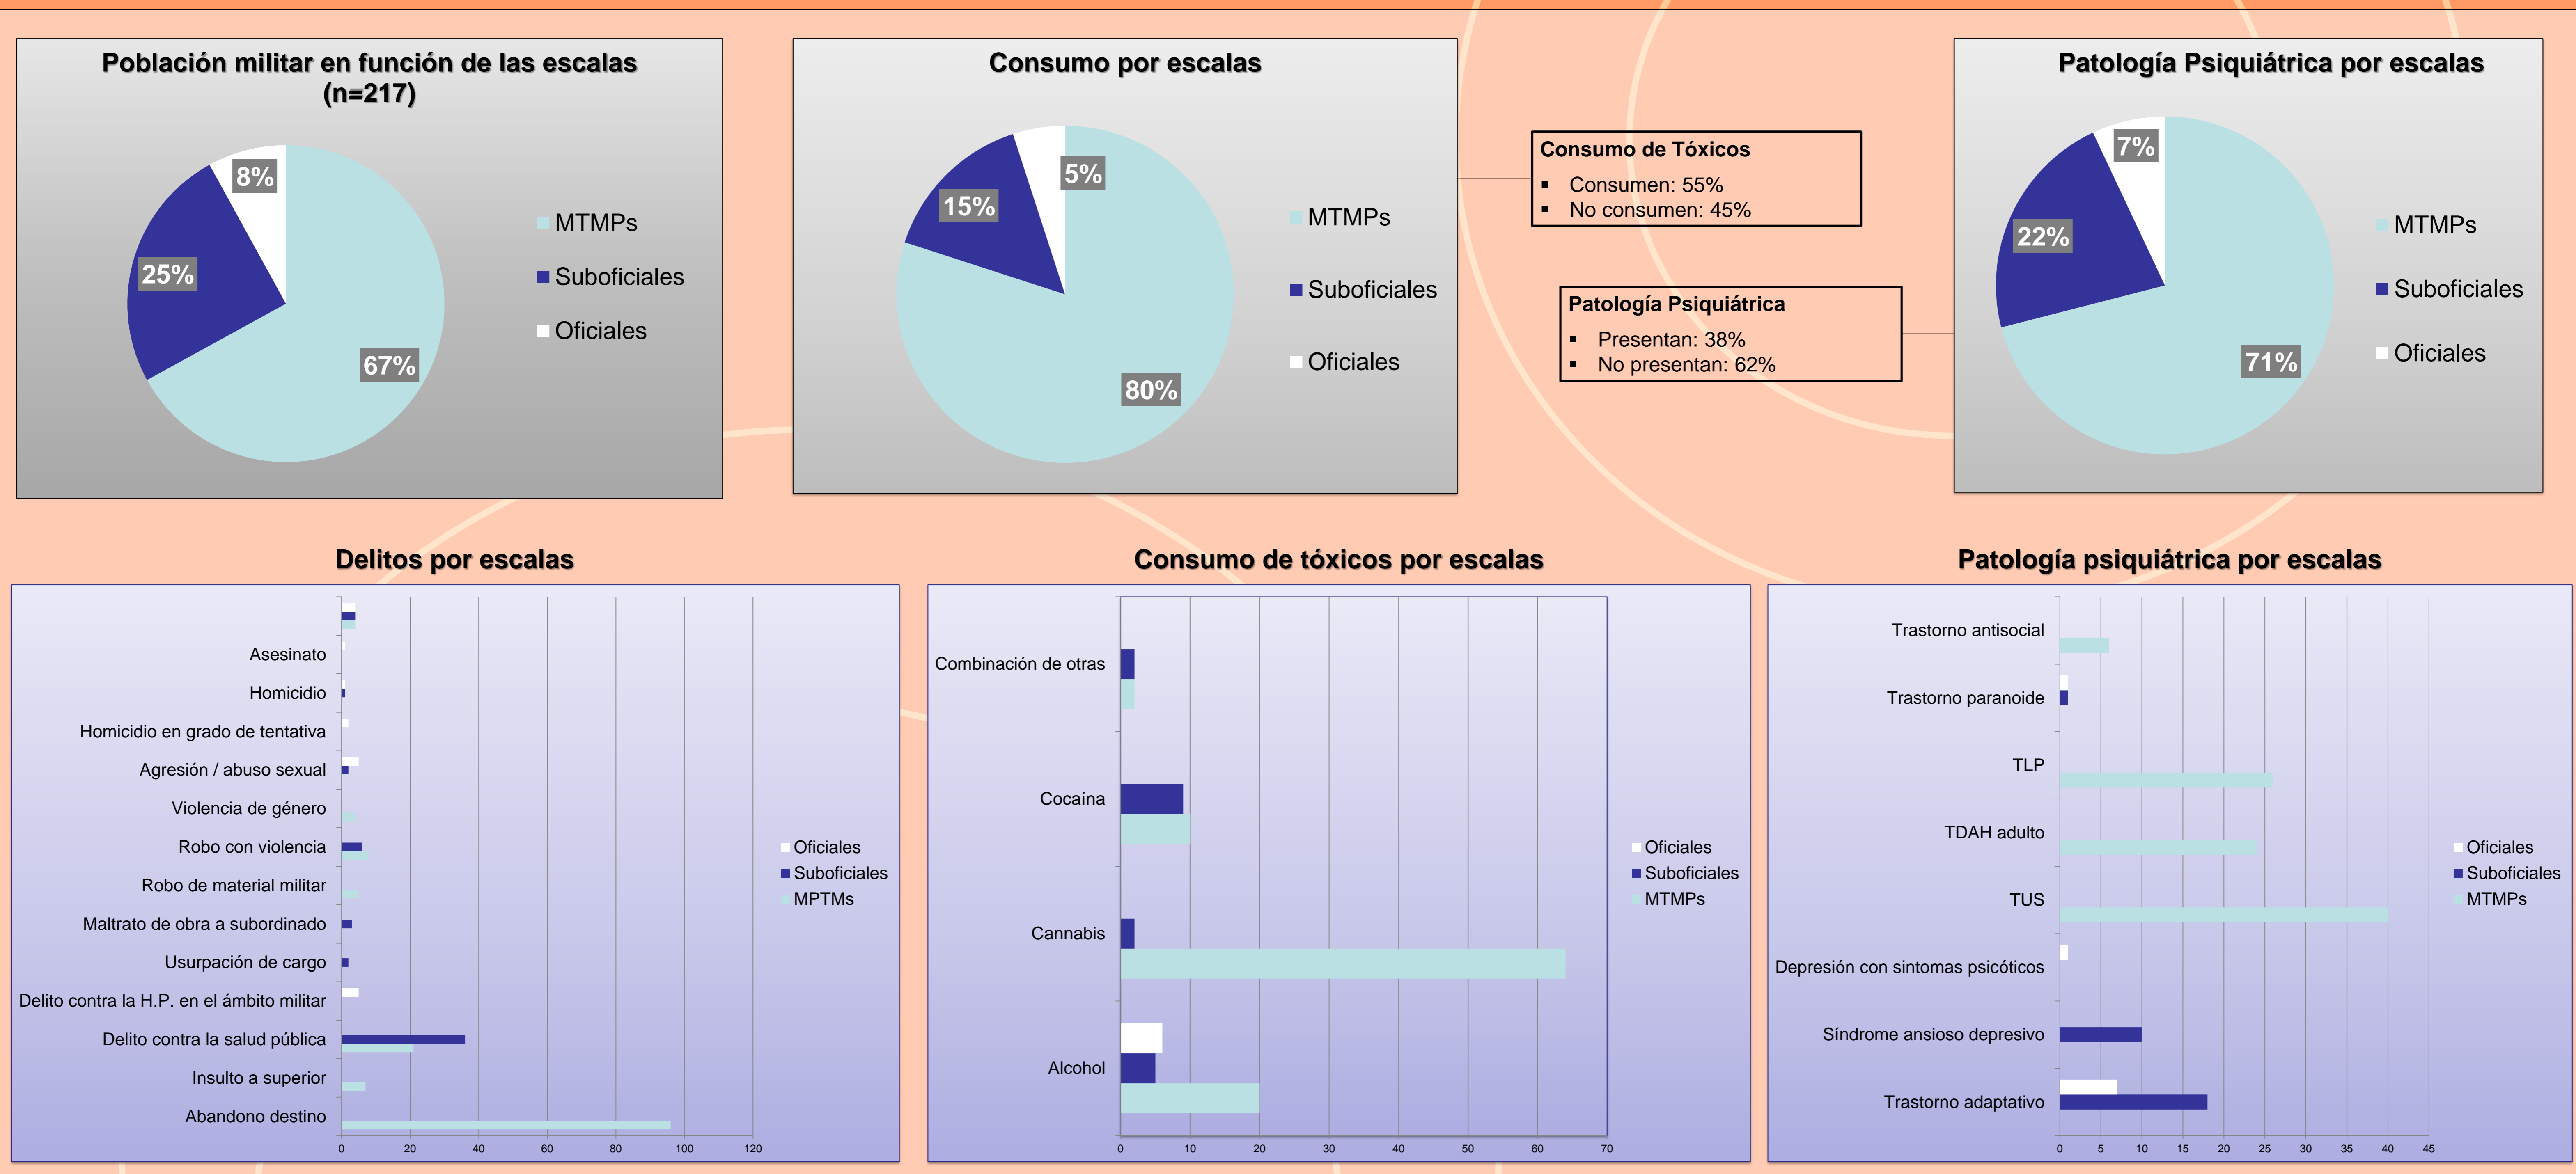 Población militar en función de las escalas
(n=217)
8%
25%
67%
MTMPs
Suboficiales
Oficiales
Consumo por escalas
5%
15%
80%
MTMPs
Suboficiales
Oficiales
Consumo de Tóxicos
▪ Consumen: 55%
▪ No consumen: 45%
Patología Psiquiátrica
▪ Presentan: 38%
▪ No presentan: 62%
Patología Psiquiátrica por escalas
7%
22%
71%
MTMPs
Suboficiales
Oficiales
Delitos por escalas
Asesinato
Homicidio
Homicidio en grado de tentativa
Agresión / abuso sexual
Violencia de género
Robo con violencia
Robo de material militar
Maltrato de obra a subordinado
Usurpación de cargo
Delito contra la H.P. en el ámbito militar
Delito contra la salud pública
Insulto a superior
Abandono destino
0 20 40 60 80 100 120
Oficiales
Suboficiales
MPTMs
Consumo de tóxicos por escalas
Combinación de otras
Cocaína
Cannabis
Alcohol
0 10 20 30 40 50 60 70
Oficiales
Suboficiales
MTMPs
Patología psiquiátrica por escalas
Trastorno antisocial
Trastorno paranoide
TLP
TDAH adulto
TUS
Depresión con sintomas psicóticos
Síndrome ansioso depresivo
Trastorno adaptativo
0 5 10 15 20 25 30 35 40 45
Oficiales
Suboficiales
MTMPs